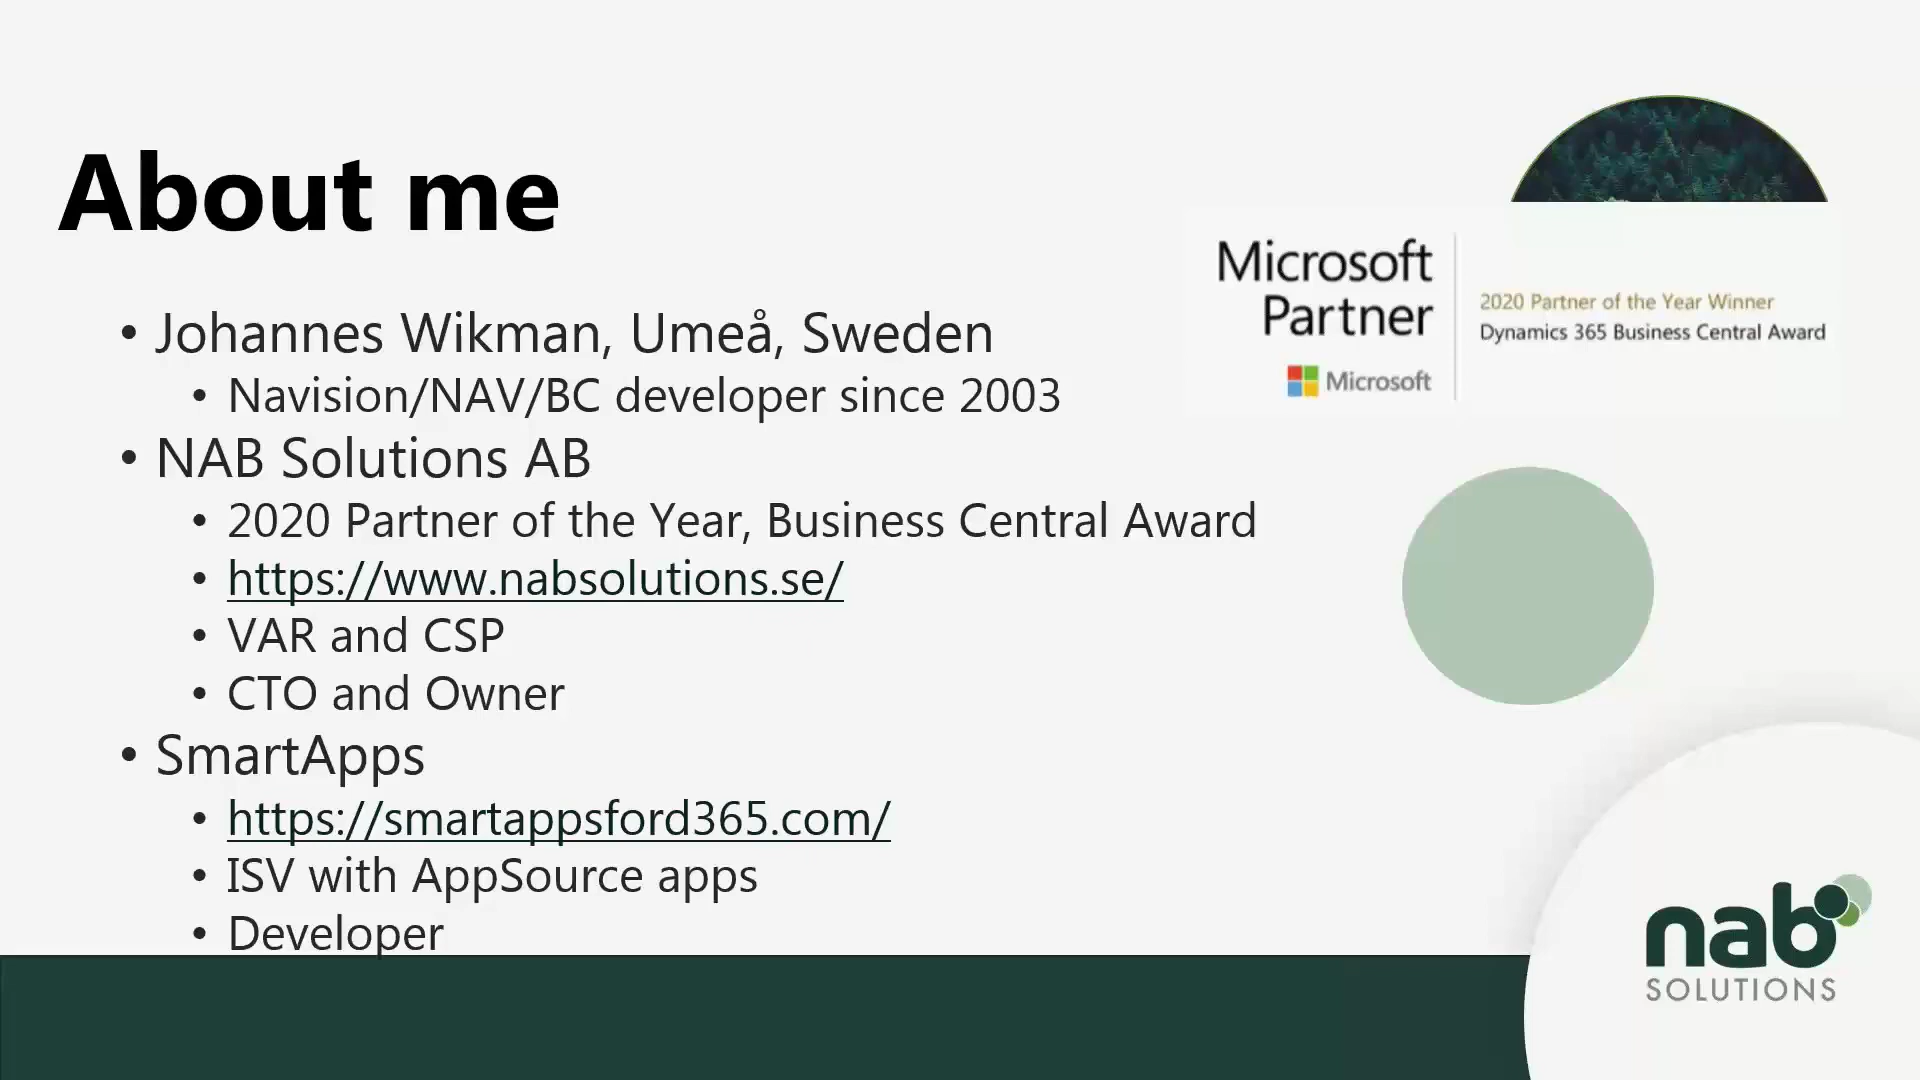 About me
• Johannes Wikman, Umeå, Sweden
• Navision/NAV/BC developer since 2003
• NAB Solutions AB
• 2020 Partner of the Year, Business Central Award
• https://www.nabsolutions.se/
• VAR and CSP
• CTO and Owner
• SmartApps
• https://smartappsford365.com/
• ISV with AppSource apps
• Developer
Microsoft
Partner
Microsoft
2020 Partner of the Year Winner
Dynamics 365 Business Central Award
nab
SOLUTIONS